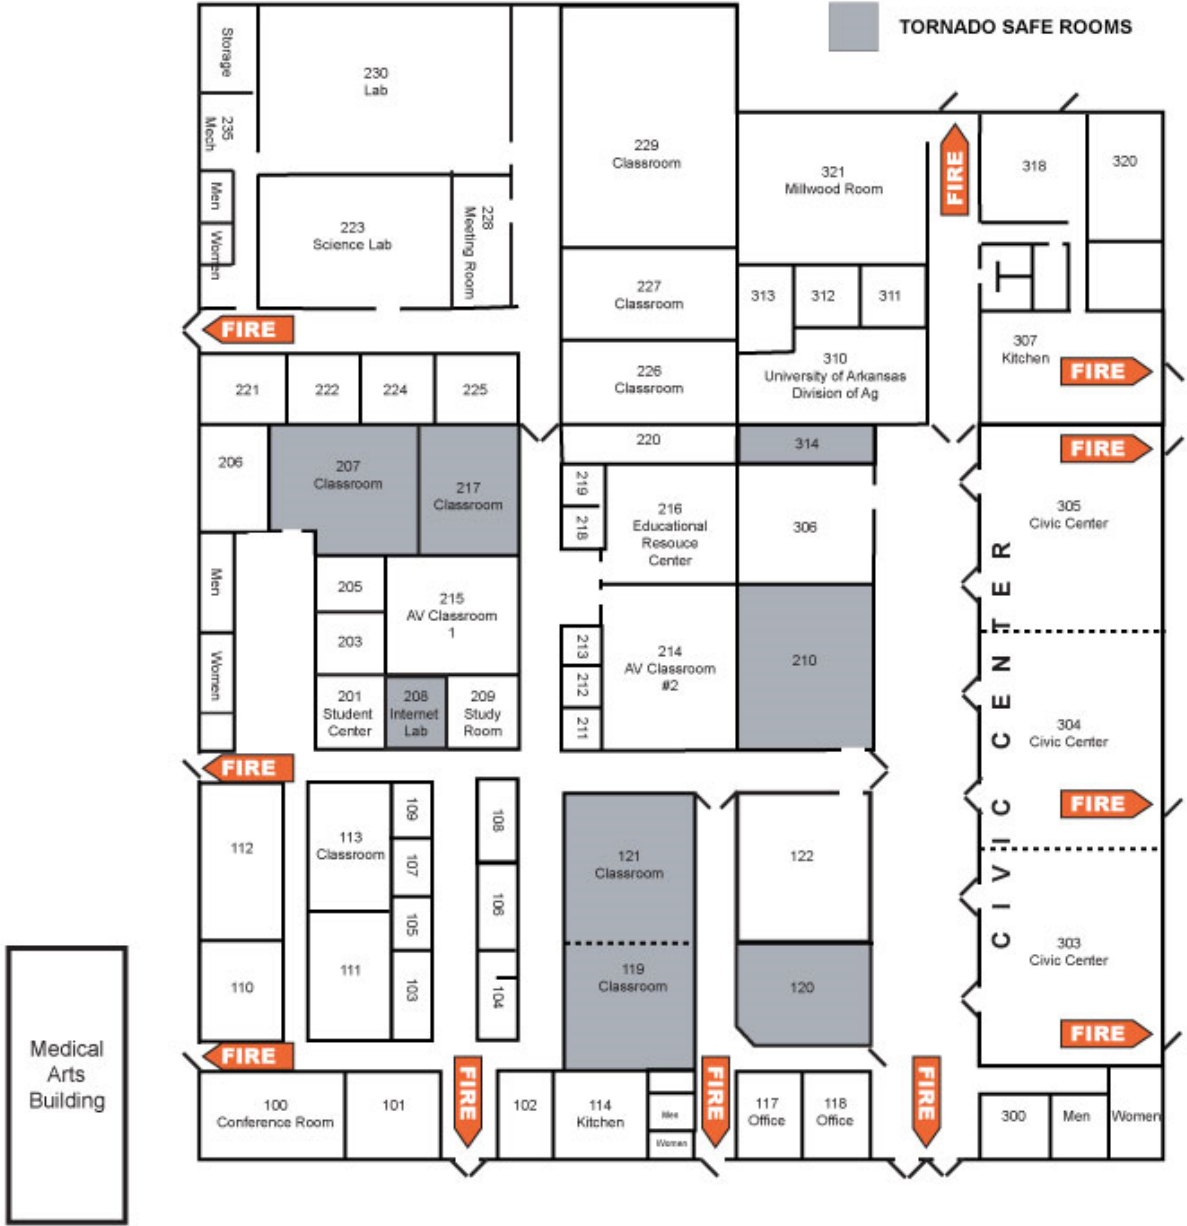 TORNADO SAFE ROOMS
Storage
230
Lab
235
Mech
229
Classroom
321
Millwood Room
FIRE
318
320
Men
Women
223
Science Lab
228
Meeting Room
227
Classroom
313
312
311
FIRE
307
Kitchen
FIRE
310
University of Arkansas
Division of Ag
226
Classroom
221
222
224
225
220
314
FIRE
206
207
Classroom
217
Classroom
219
218
216
Educational
Resouce
Center
306
305
Civic Center
CIVIC CENTER
Men
205
215
AV Classroom
1
203
Women
213
212
211
214
AV Classroom
#2
210
201
Student
Center
208
Internet
Lab
209
Study
Room
304
Civic Center
FIRE
FIRE
112
113
Classroom
109
107
105
103
108
106
104
121
Classroom
122
110
111
119
Classroom
120
303
Civic Center
FIRE
FIRE
Medical
Arts
Building
100
Conference Room
101
FIRE
102
114
Kitchen
Men
Women
FIRE
117
Office
118
Office
FIRE
300
Men
Women